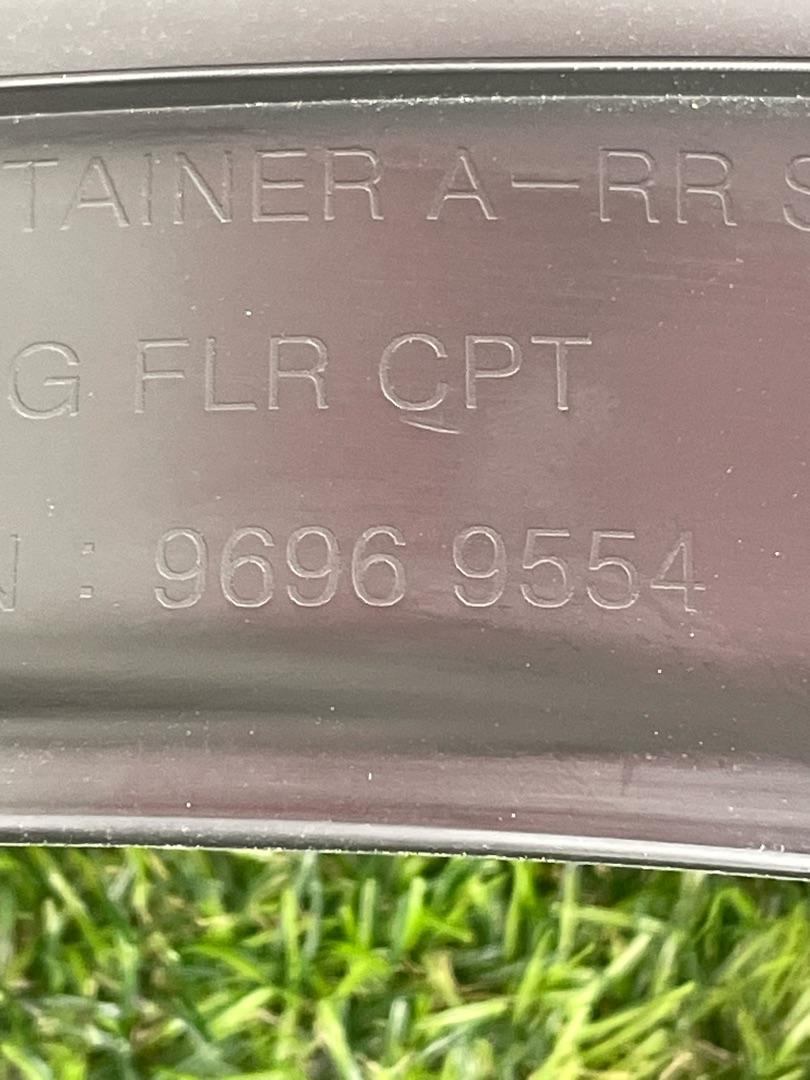 TAINER A-RR S
G FLR CPT
N : 9696 9554